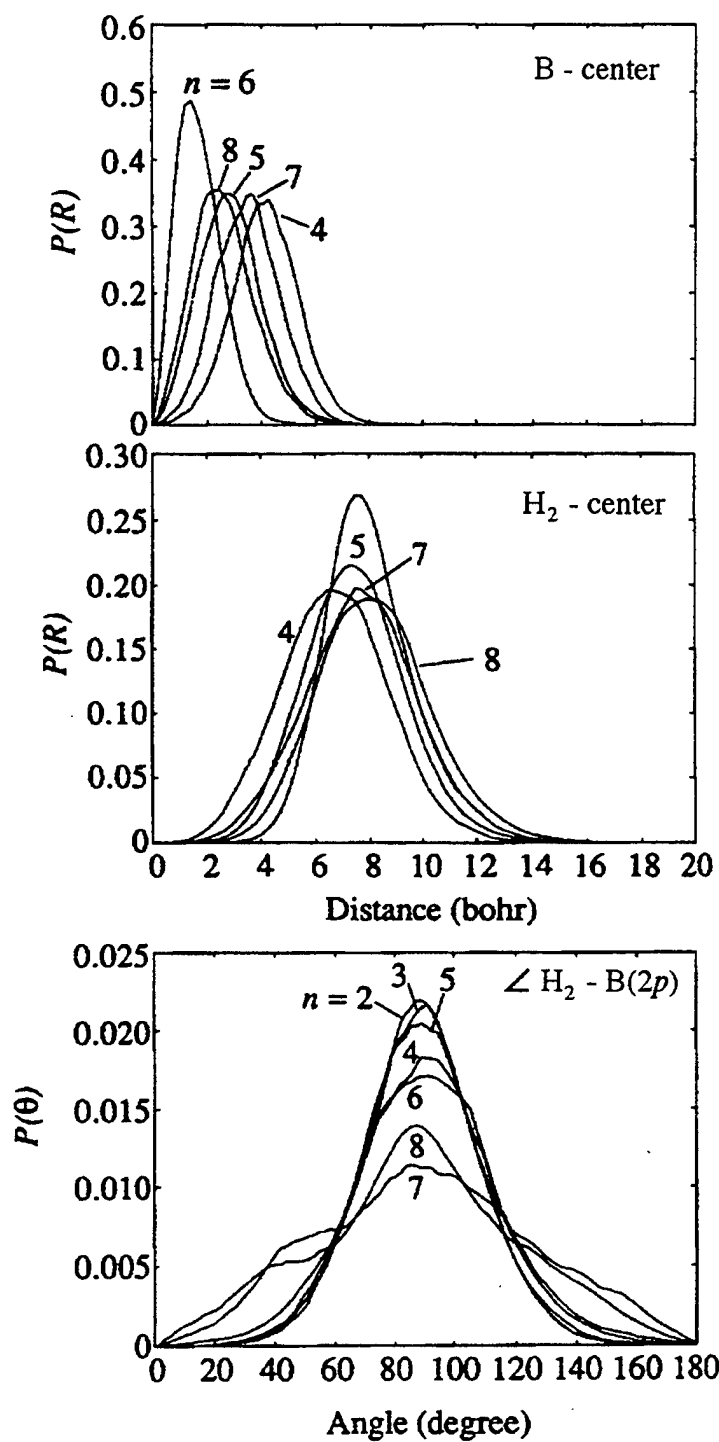 0.6
B - center
n = 6
0.5
8 5
0.4
7
P(R)
0.3
4
0.2
0.1
0
0.30
H2 - center
0.25
5 7
0.20
4
P(R)
0.15
8
0.10
0.05
0.00
0 2 4 6 8 10 12 14 16 18 20
Distance (bohr)
0.025
3 5
∠ H2 - B(2p)
n = 2
0.020
4
P(θ)
0.015
6
8
0.010
7
0.005
0
0 20 40 60 80 100 120 140 160 180
Angle (degree)